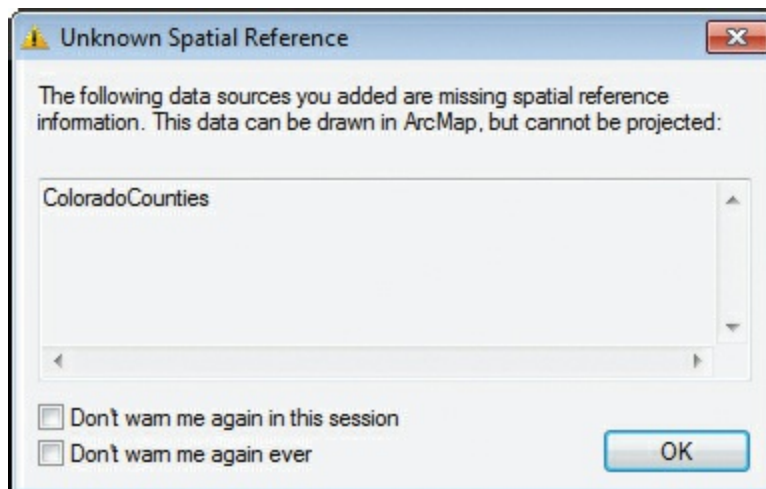 Unknown Spatial Reference
The following data sources you added are missing spatial reference
information. This data can be drawn in ArcMap, but cannot be projected:
ColoradoCounties
Don't warn me again in this session
Don't warn me again ever
OK